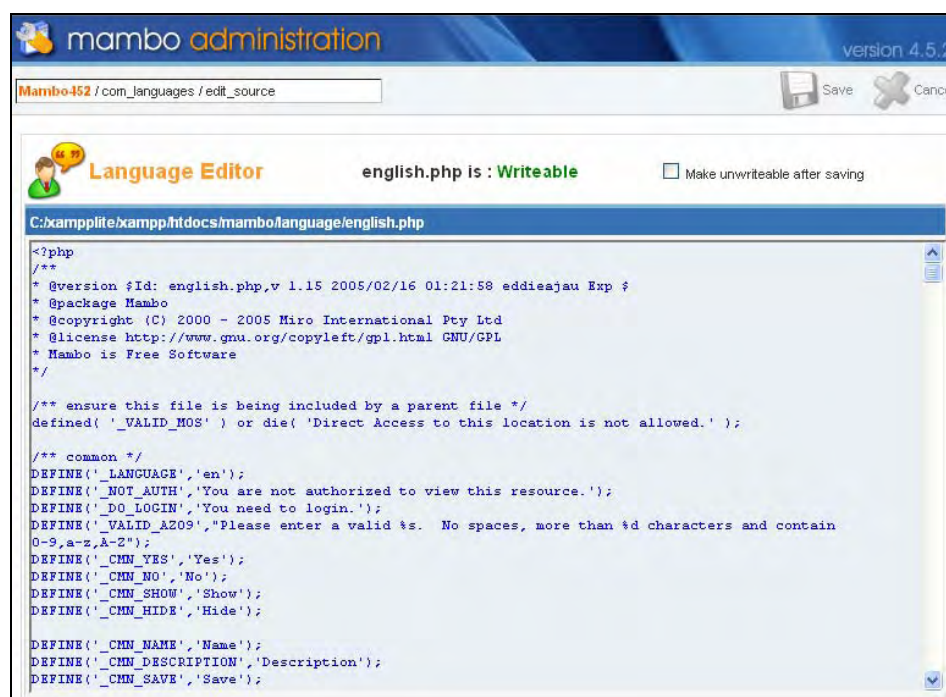 mambo administration
version 4.5.2
Mambo452 / com_languages / edit_source
Save
Cance
Language Editor
english.php is : Writeable
Make unwriteable after saving
C:/xampplite/xampp/htdocs/mambo/language/english.php
<?php
/**
* @version $Id: english.php,v 1.15 2005/02/16 01:21:58 eddieajau Exp $
* @package Mambo
* @copyright (C) 2000 - 2005 Miro International Pty Ltd
* @license http://www.gnu.org/copyleft/gpl.html GNU/GPL
* Mambo is Free Software
*/
/** ensure this file is being included by a parent file */
defined( '_VALID_MOS' ) or die( 'Direct Access to this location is not allowed.' );
/** common */
DEFINE('_LANGUAGE','en');
DEFINE('_NOT_AUTH','You are not authorized to view this resource.');
DEFINE('_DO_LOGIN','You need to login.');
DEFINE('_VALID_AZ09',"Please enter a valid %s.  No spaces, more than %d characters and contain
0-9,a-z,A-Z");
DEFINE('_CMN_YES','Yes');
DEFINE('_CMN_NO','No');
DEFINE('_CMN_SHOW','Show');
DEFINE('_CMN_HIDE','Hide');
DEFINE('_CMN_NAME','Name');
DEFINE('_CMN_DESCRIPTION','Description');
DEFINE('_CMN_SAVE','Save');